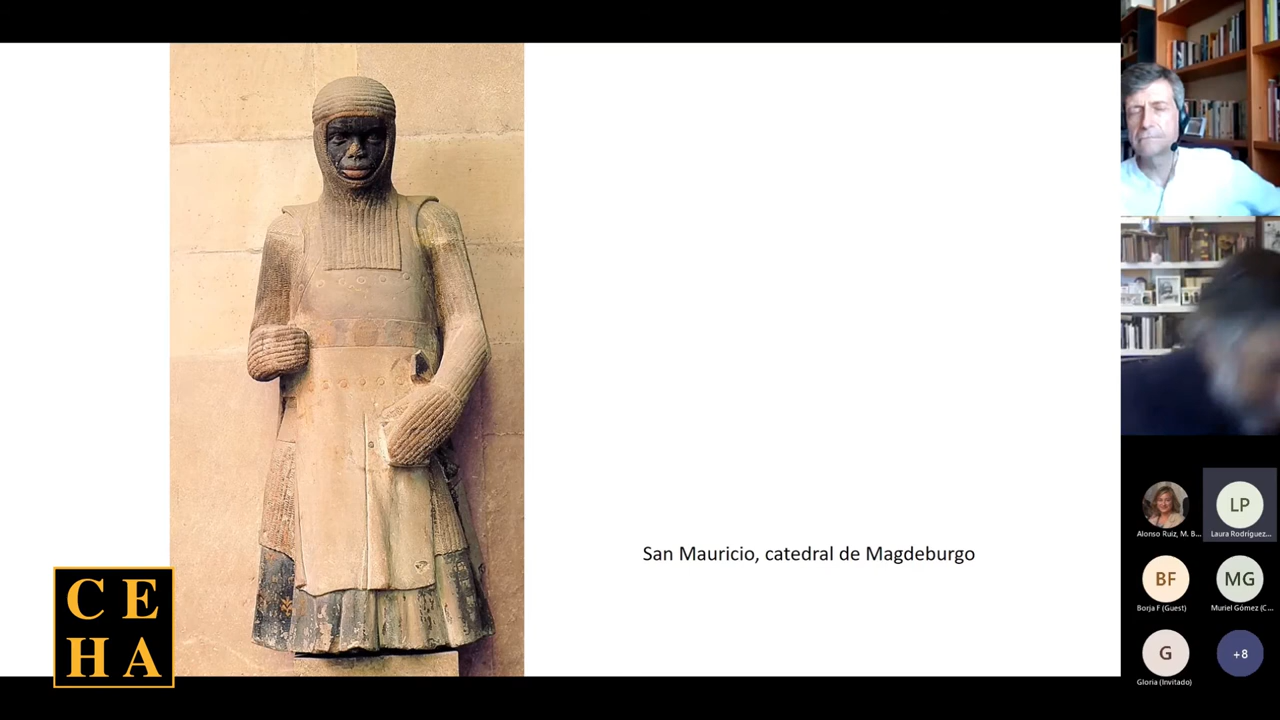 San Mauricio, catedral de Magdeburgo
C E
H A
Alonso Ruiz, M. B...
LP
Laura Rodríguez...
BF
Borja F (Guest)
MG
Muriel Gómez (C...
G
Gloria (Invitado)
+8